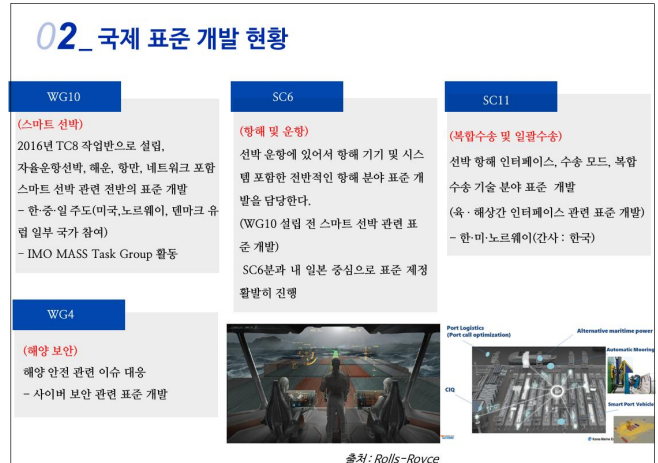 02_ 국제 표준 개발 현황
WG10
(스마트 선박)
2016년 TC8 작업반으로 설립,
자율운항선박, 해운, 항만, 네트워크 포함
스마트 선박 관련 전반의 표준 개발
- 한·중·일 주도(미국,노르웨이, 덴마크 유
럽 일부 국가 참여)
- IMO MASS Task Group 활동
SC6
(항해 및 운항)
선박 운항에 있어서 항해 기기 및 시스
템 포함한 전반적인 항해 분야 표준 개
발을 담당한다.
(WG10 설립 전 스마트 선박 관련 표
준 개발)
SC6분과 내 일본 중심으로 표준 제정
활발히 진행
SC11
(복합수송 및 일괄수송)
선박 항해 인터페이스, 수송 모드, 복합
수송 기술 분야 표준 개발
(육·해상간 인터페이스 관련 표준 개발)
- 한·미·노르웨이(간사 : 한국)
WG4
(해양 보안)
해양 안전 관련 이슈 대응
- 사이버 보안 관련 표준 개발
Port Logistics
(Port call optimization)
Alternative maritime power
Automatic Mooring
CIQ
Smart Port Vehicle
출처 : Rolls-Royce